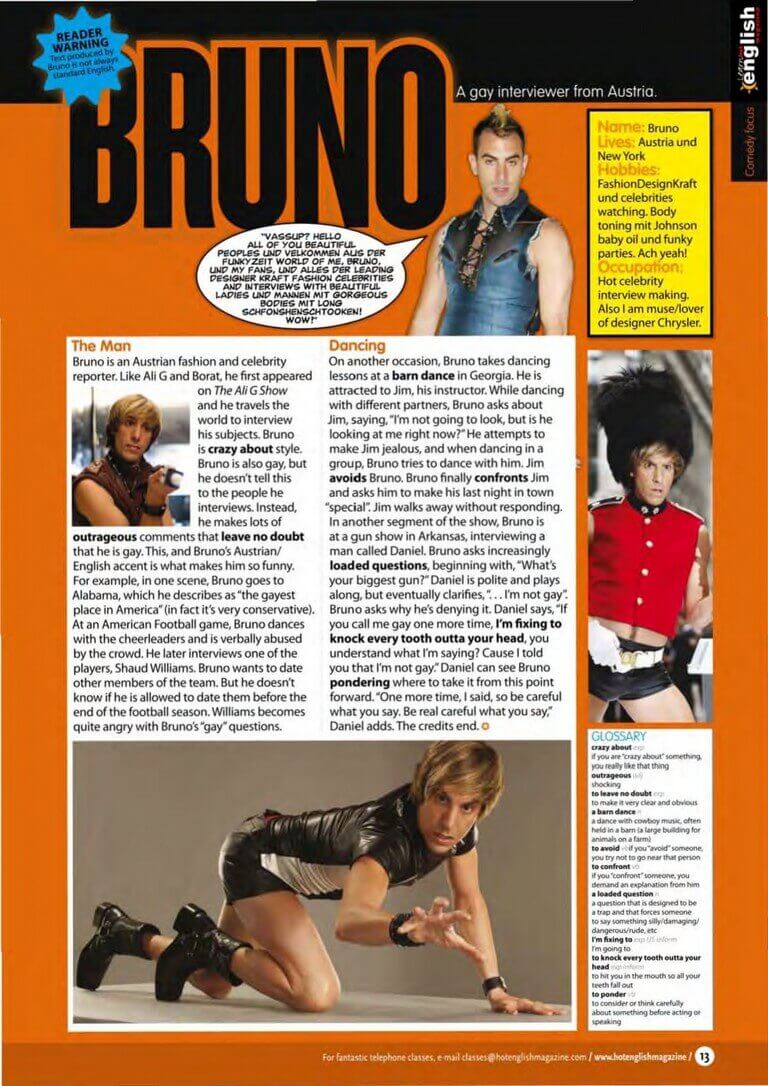 READER
WARNING
Text produced by
Bruno is not always
standard English.
BRUNO
A gay interviewer from Austria.
Learn hot
english
magazine
Comedy focus
"VASSUP? HELLO
ALL OF YOU BEAUTIFUL
PEOPLES UND VELKOMMEN AUS DER
FUNKYZEIT WORLD OF ME, BRUNO,
UND MY FANS, UND ALLES DER LEADING
DESIGNER KRAFT FASHION CELEBRITIES
AND INTERVIEWS WITH BEAUTIFUL
LADIES UND MANNEN MIT GORGEOUS
BODIES MIT LONG
SCHFONSHENSCHTOOKEN!
WOW!"
Name: Bruno
Lives: Austria und
New York
Hobbies:
FashionDesignKraft
und celebrities
watching. Body
toning mit Johnson
baby oil und funky
parties. Ach yeah!
Occupation:
Hot celebrity
interview making.
Also I am muse/lover
of designer Chrysler.
The Man
Bruno is an Austrian fashion and celebrity
reporter. Like Ali G and Borat, he first appeared
on The Ali G Show
and he travels the
world to interview
his subjects. Bruno
is crazy about style.
Bruno is also gay, but
he doesn't tell this
to the people he
interviews. Instead,
he makes lots of
outrageous comments that leave no doubt
that he is gay. This, and Bruno's Austrian/
English accent is what makes him so funny.
For example, in one scene, Bruno goes to
Alabama, which he describes as "the gayest
place in America" (in fact it's very conservative).
At an American Football game, Bruno dances
with the cheerleaders and is verbally abused
by the crowd. He later interviews one of the
players, Shaud Williams. Bruno wants to date
other members of the team. But he doesn't
know if he is allowed to date them before the
end of the football season. Williams becomes
quite angry with Bruno's "gay" questions.
Dancing
On another occasion, Bruno takes dancing
lessons at a barn dance in Georgia. He is
attracted to Jim, his instructor. While dancing
with different partners, Bruno asks about
Jim, saying, "I'm not going to look, but is he
looking at me right now?" He attempts to
make Jim jealous, and when dancing in a
group, Bruno tries to dance with him. Jim
avoids Bruno. Bruno finally confronts Jim
and asks him to make his last night in town
"special". Jim walks away without responding.
In another segment of the show, Bruno is
at a gun show in Arkansas, interviewing a
man called Daniel. Bruno asks increasingly
loaded questions, beginning with, "What's
your biggest gun?" Daniel is polite and plays
along, but eventually clarifies, "... I'm not gay".
Bruno asks why he's denying it. Daniel says, "If
you call me gay one more time, I'm fixing to
knock every tooth outta your head, you
understand what I'm saying? Cause I told
you that I'm not gay." Daniel can see Bruno
pondering where to take it from this point
forward. "One more time, I said, so be careful
what you say. Be real careful what you say,"
Daniel adds. The credits end.
GLOSSARY
crazy about exp
if you are "crazy about" something,
you really like that thing
outrageous adj
shocking
to leave no doubt exp
to make it very clear and obvious
a barn dance n
a dance with cowboy music, often
held in a barn (a large building for
animals on a farm)
to avoid vb if you "avoid" someone,
you try not to go near that person
to confront vb
if you "confront" someone, you
demand an explanation from him
a loaded question n
a question that is designed to be
a trap and that forces someone
to say something silly/damaging/
dangerous/rude, etc
I'm fixing to exp US inform
I'm going to
to knock every tooth outta your
head exp inform
to hit you in the mouth so all your
teeth fall out
to ponder vb
to consider or think carefully
about something before acting or
speaking
For fantastic telephone classes, e-mail classes@hotenglishmagazine.com / www.hotenglishmagazine / 13